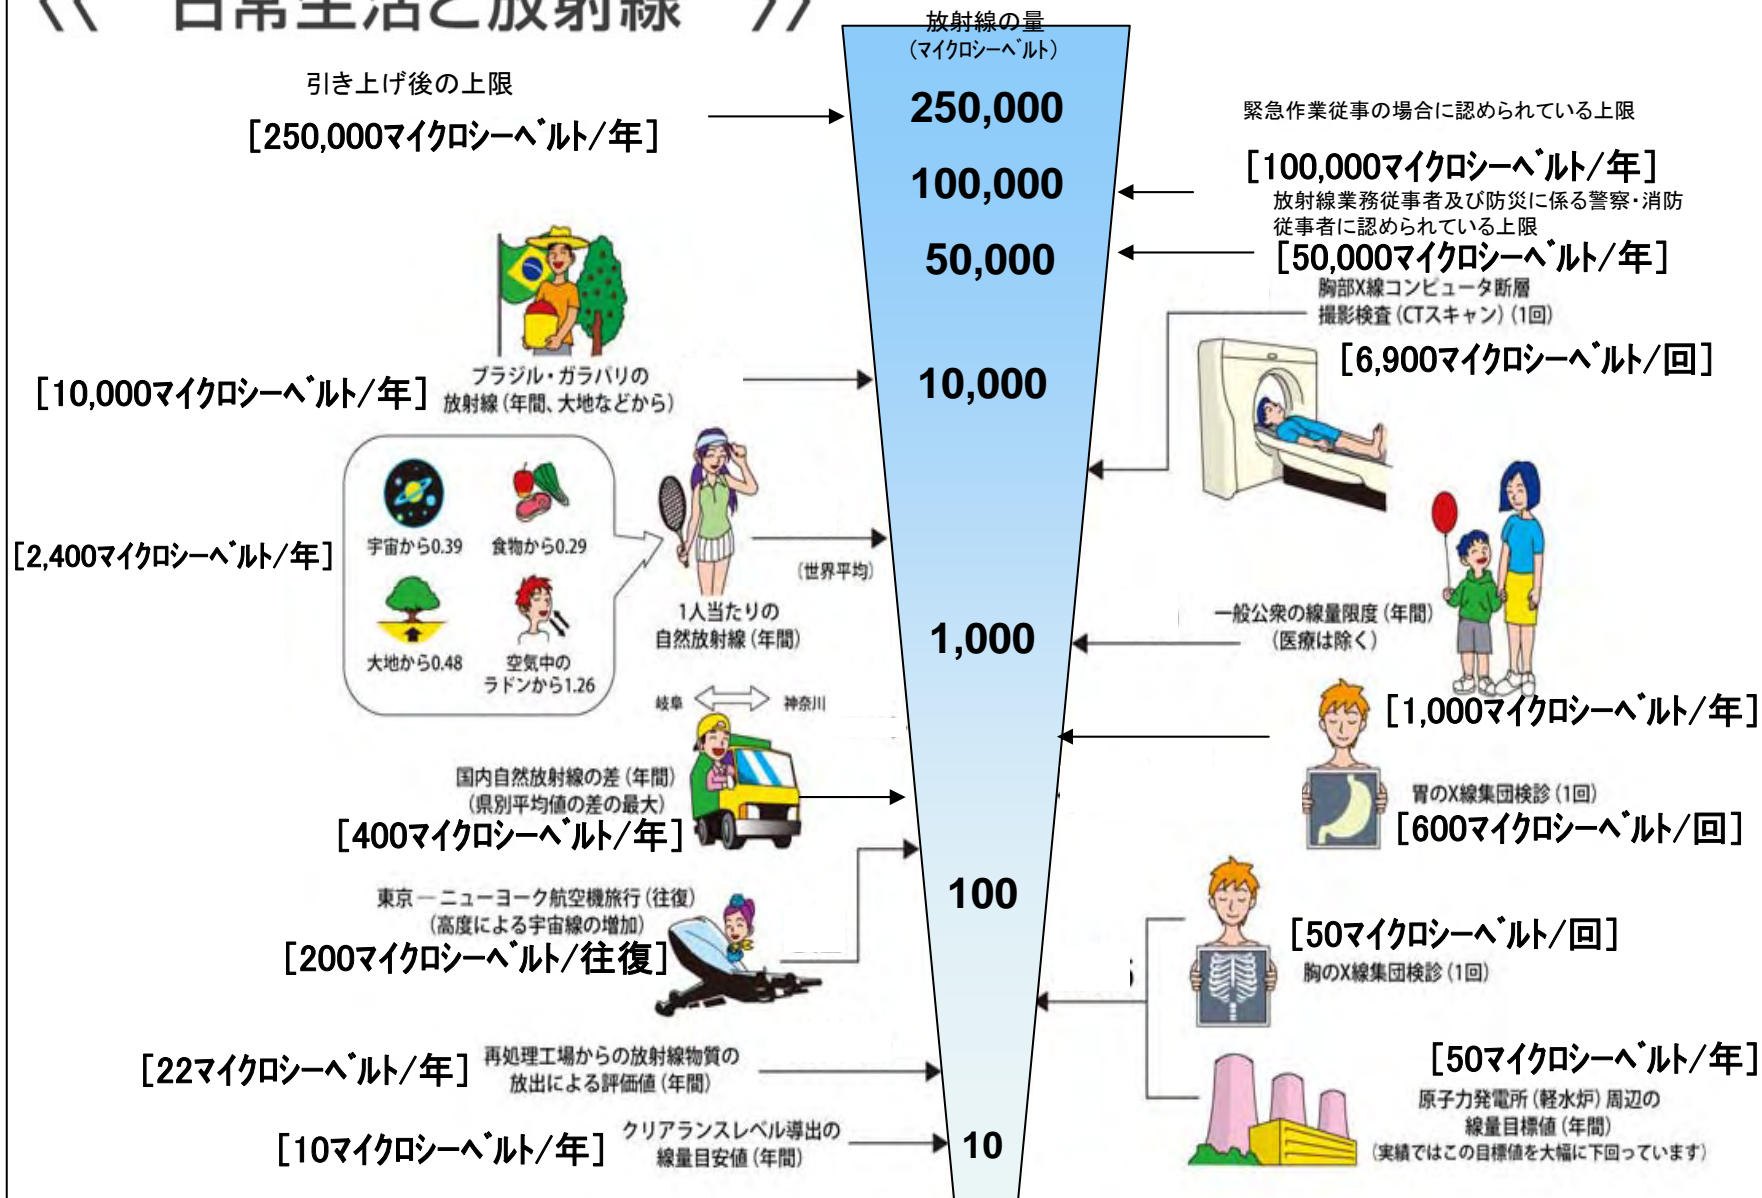 《 日常生活と放射線 》
放射線の量
(マイクロシーベルト)
引き上げ後の上限
[250,000マイクロシーベルト/年]
250,000
緊急作業従事の場合に認められている上限
[100,000マイクロシーベルト/年]
100,000
放射線業務従事者及び防災に係る警察・消防
従事者に認められている上限
[50,000マイクロシーベルト/年]
50,000
胸部X線コンピュータ断層
撮影検査(CTスキャン)(1回)
[6,900マイクロシーベルト/回]
ブラジル・ガラパリの
放射線(年間、大地などから)
[10,000マイクロシーベルト/年]
10,000
宇宙から0.39
食物から0.29
大地から0.48
空気中の
ラドンから1.26
[2,400マイクロシーベルト/年]
(世界平均)
1人当たりの
自然放射線(年間)
1,000
一般公衆の線量限度(年間)
(医療は除く)
[1,000マイクロシーベルト/年]
岐阜
神奈川
国内自然放射線の差(年間)
(県別平均値の差の最大)
[400マイクロシーベルト/年]
胃のX線集団検診(1回)
[600マイクロシーベルト/回]
東京―ニューヨーク航空機旅行(往復)
(高度による宇宙線の増加)
[200マイクロシーベルト/往復]
100
[50マイクロシーベルト/回]
胸のX線集団検診(1回)
[22マイクロシーベルト/年]
再処理工場からの放射線物質の
放出による評価値(年間)
[50マイクロシーベルト/年]
原子力発電所(軽水炉)周辺の
線量目標値(年間)
(実績ではこの目標値を大幅に下回っています)
[10マイクロシーベルト/年]
クリアランスレベル導出の
線量目安値(年間)
10